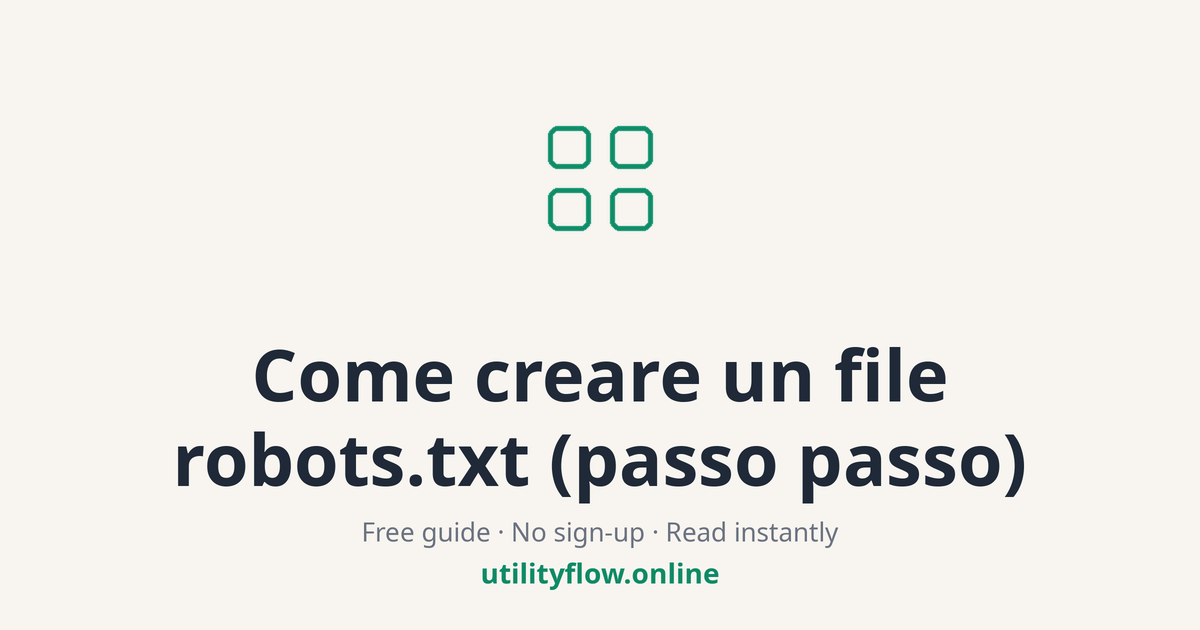 Come creare un file
robots.txt (passo passo)
Free guide · No sign-up · Read instantly
utilityflow.online